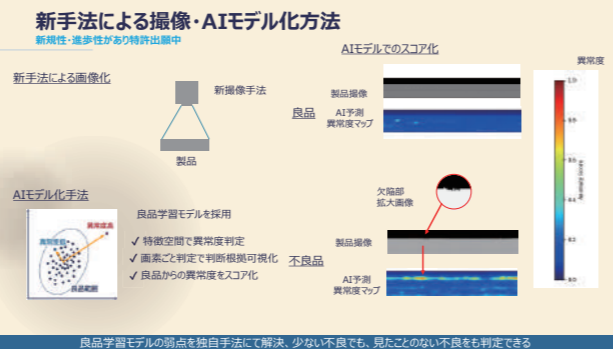 新手法による撮像・AIモデル化方法
新規性・進歩性があり特許出願中
新手法による画像化
新撮像手法
製品
AIモデル化手法
異常度高
良品範囲
良品学習モデルを採用
✓ 特徴空間で異常度判定
✓ 画素ごと判定で判断根拠可視化
✓ 良品からの異常度をスコア化
AIモデルでのスコア化
異常度
良品
製品撮像
AI予測
異常度マップ
欠陥部
拡大画像
不良品
製品撮像
AI予測
異常度マップ
1.0
0.2
0.0
良品学習モデルの弱点を独自手法にて解決、少ない不良でも、見たことのない不良をも判定できる